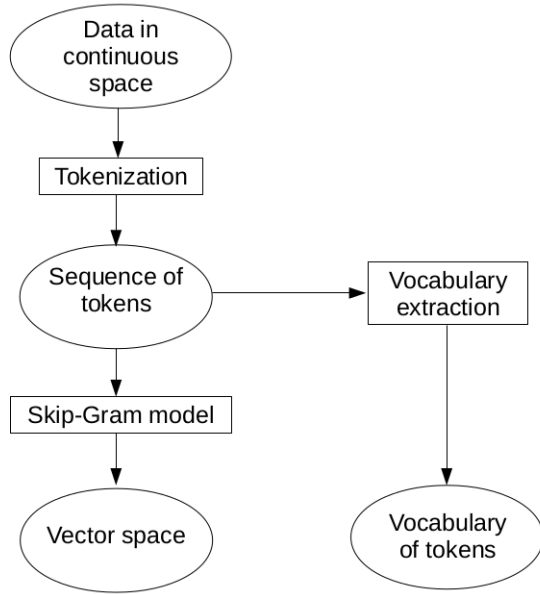 Data in
continuous
space
Tokenization
Sequence of
tokens
Vocabulary
extraction
Skip-Gram model
Vector space
Vocabulary
of tokens